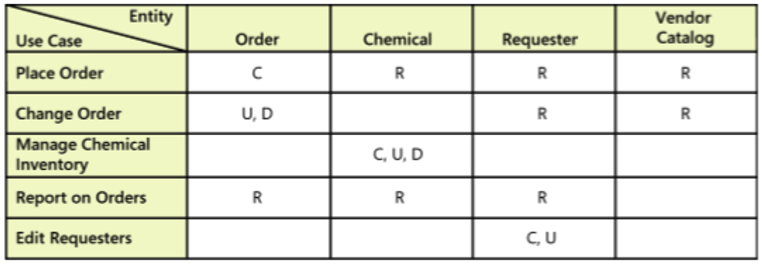 Entity
Use Case
Order
Chemical
Requester
Vendor
Catalog
Place Order C R R R
Change Order U, D R R
Manage Chemical
Inventory
C, U, D
Report on Orders R R R
Edit Requesters C, U